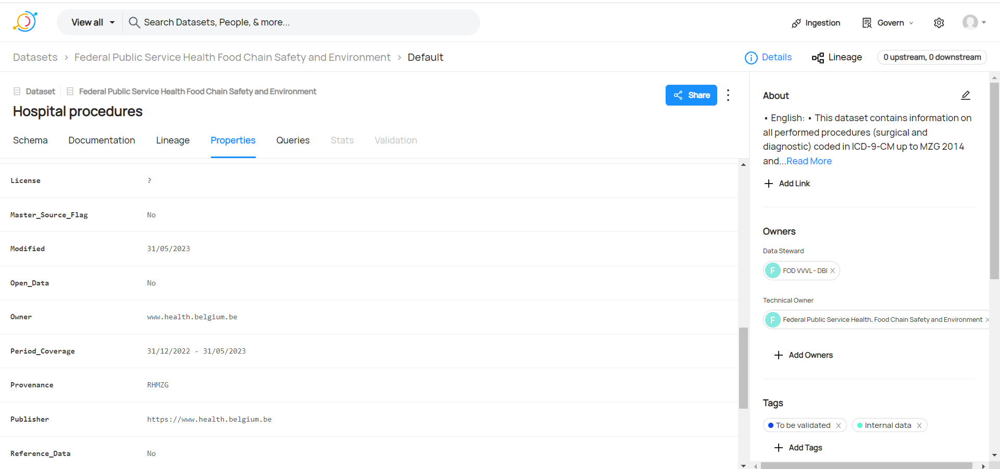 View all
Search Datasets, People, & more...
Ingestion
Govern
Datasets > Federal Public Service Health Food Chain Safety and Environment > Default
Details
Lineage
0 upstream, 0 downstream
Dataset
Federal Public Service Health Food Chain Safety and Environment
Hospital procedures
Share
Schema
Documentation
Lineage
Properties
Queries
Stats
Validation
License ?
Master_Source_Flag No
Modified 31/05/2023
Open_Data No
Owner www.health.belgium.be
Period_Coverage 31/12/2022 - 31/05/2023
Provenance RHMZG
Publisher https://www.health.belgium.be
Reference_Data No
About
• English: • This dataset contains information on
all performed procedures (surgical and
diagnostic) coded in ICD-9-CM up to MZG 2014
and...Read More
Add Link
Owners
Data Steward
F FOD VVVL - DBI
Technical Owner
F Federal Public Service Health, Food Chain Safety and Environment
Add Owners
Tags
To be validated
Internal data
Add Tags